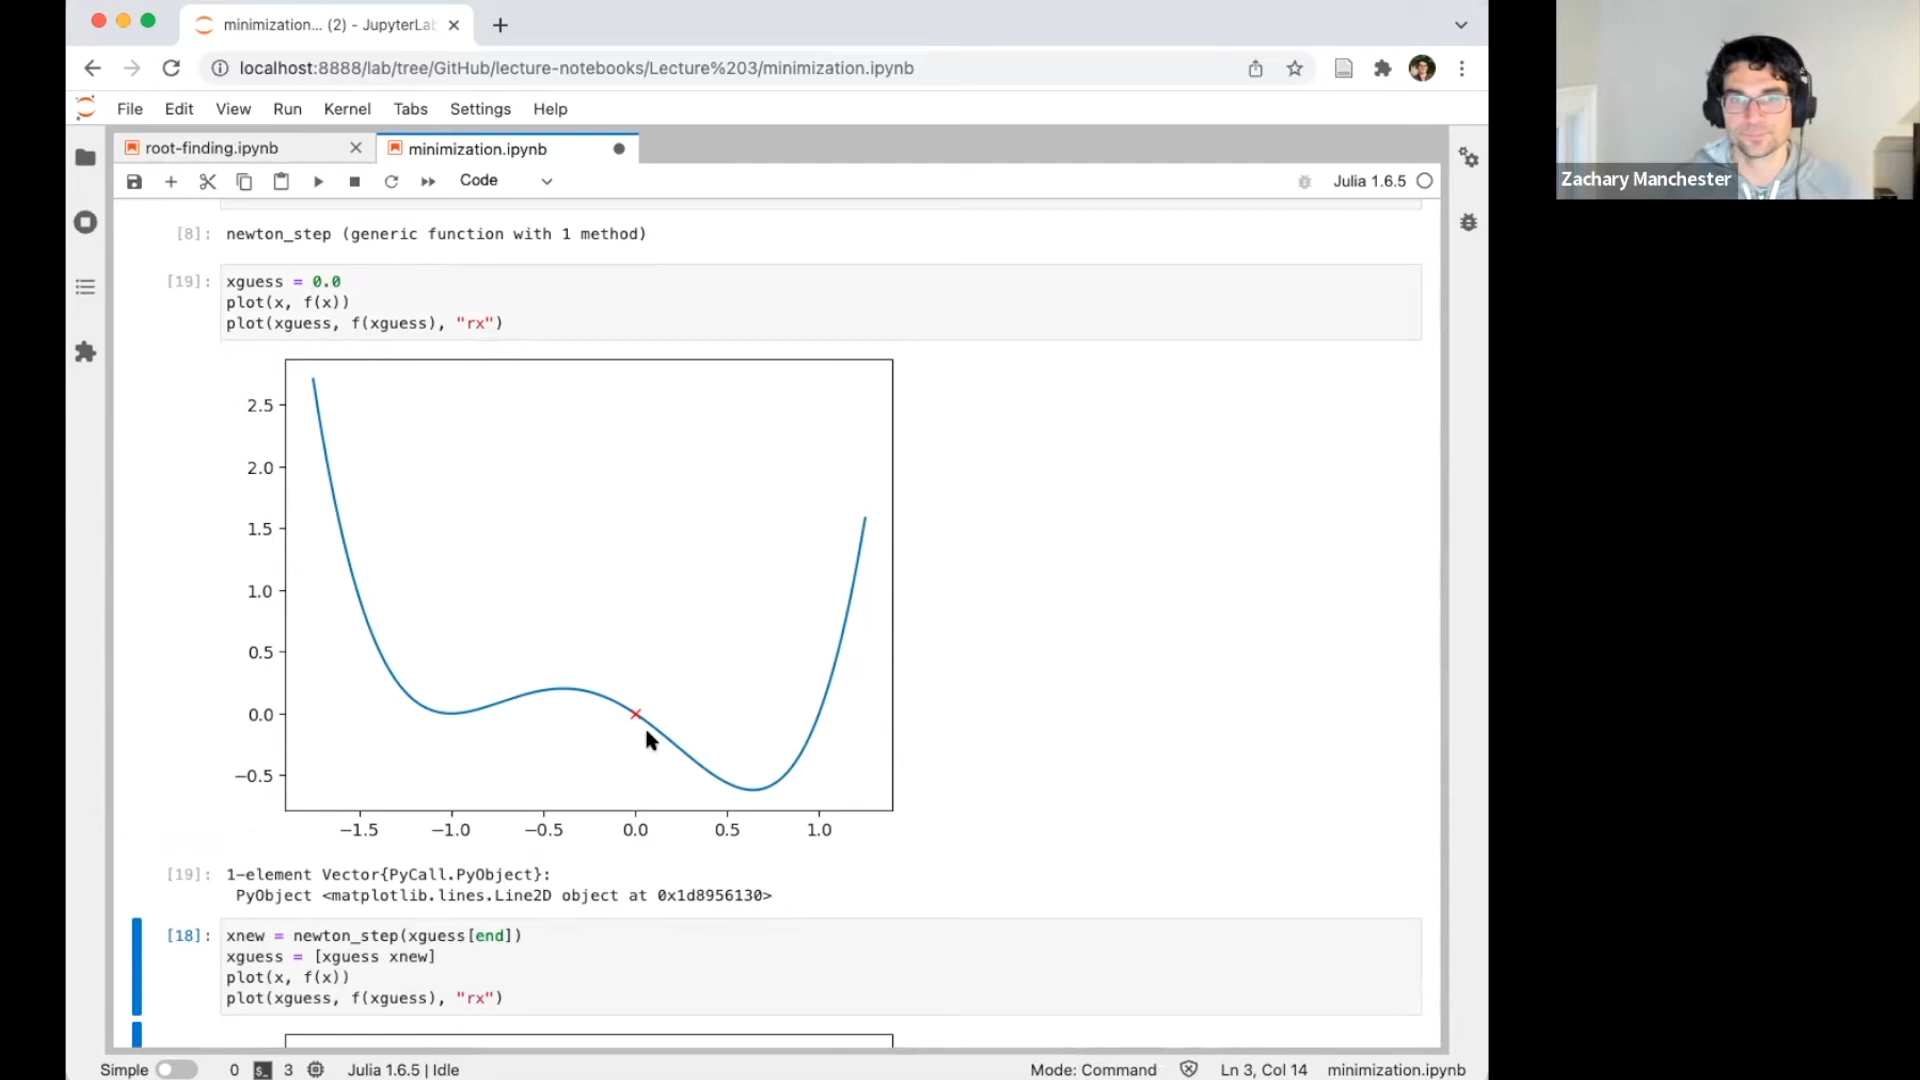 minimization... (2) - JupyterLab
localhost:8888/lab/tree/GitHub/lecture-notebooks/Lecture%203/minimization.ipynb
File Edit View Run Kernel Tabs Settings Help
root-finding.ipynb
minimization.ipynb
Code
Julia 1.6.5
Zachary Manchester
[8]: newton_step (generic function with 1 method)
[19]: xguess = 0.0
plot(x, f(x))
plot(xguess, f(xguess), "rx")
2.5
2.0
1.5
1.0
0.5
0.0
−0.5
−1.5 −1.0 −0.5 0.0 0.5 1.0
[19]: 1-element Vector{PyCall.PyObject}:
PyObject <matplotlib.lines.Line2D object at 0x1d8956130>
[18]: xnew = newton_step(xguess[end])
xguess = [xguess xnew]
plot(x, f(x))
plot(xguess, f(xguess), "rx")
Simple 0 $_ 3 Julia 1.6.5 | Idle Mode: Command Ln 3, Col 14 minimization.ipynb